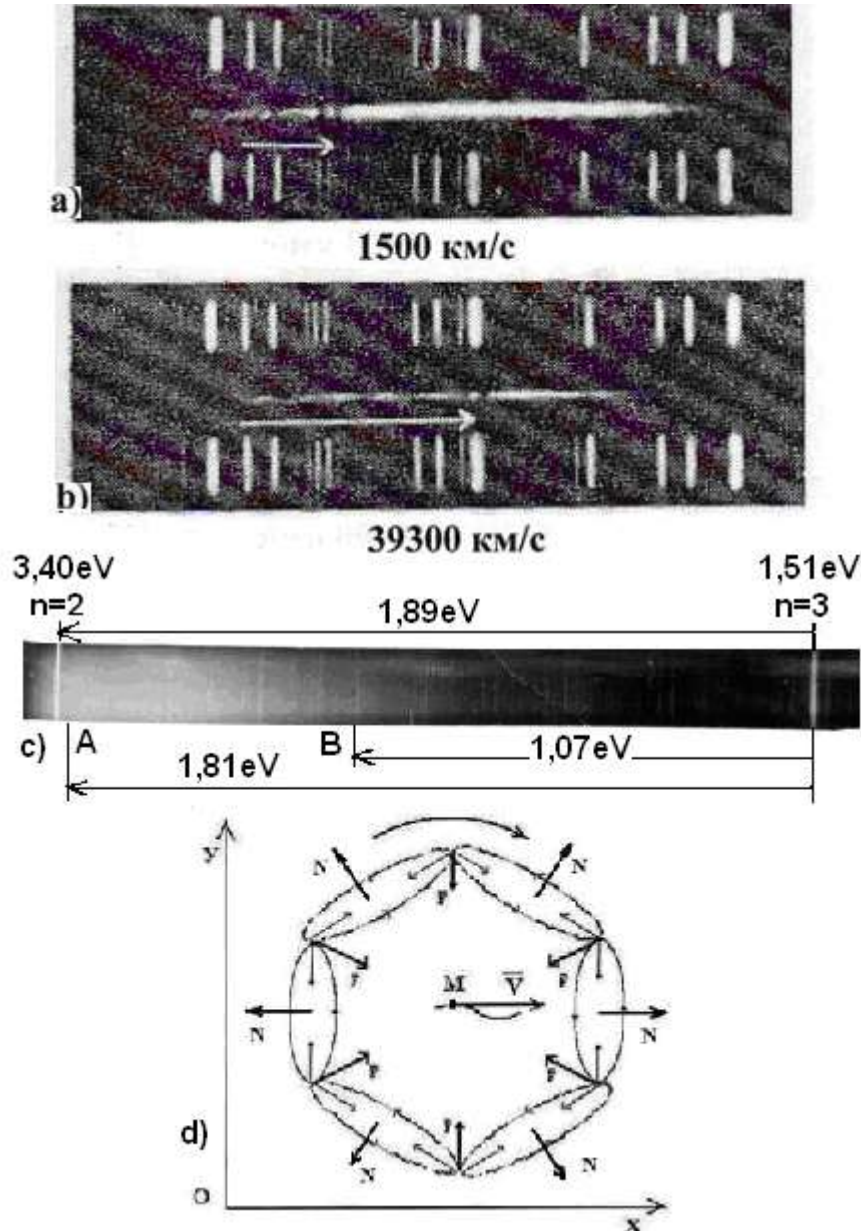 a)
1500 км/с
b)
39300 км/с
3,40eV 1,51eV
n=2 1,89eV n=3
c) A B 1,07eV
1,81eV
y
N N
F
F M V F
N N
F F
d) F
N N
O
x